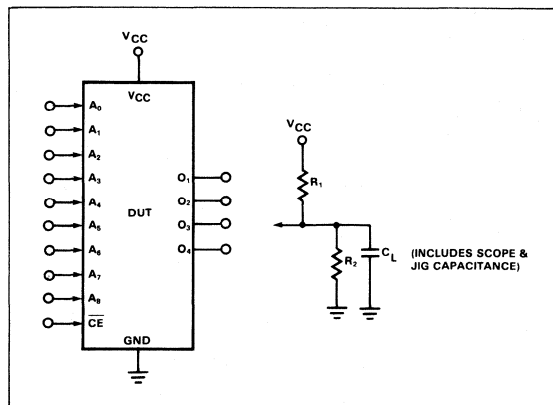 VCC
VCC
A0
A1
A2
A3
A4
A5
A6
A7
A8
CE
DUT
O1
O2
O3
O4
GND
VCC
R1
R2
CL
(INCLUDES SCOPE &
JIG CAPACITANCE)